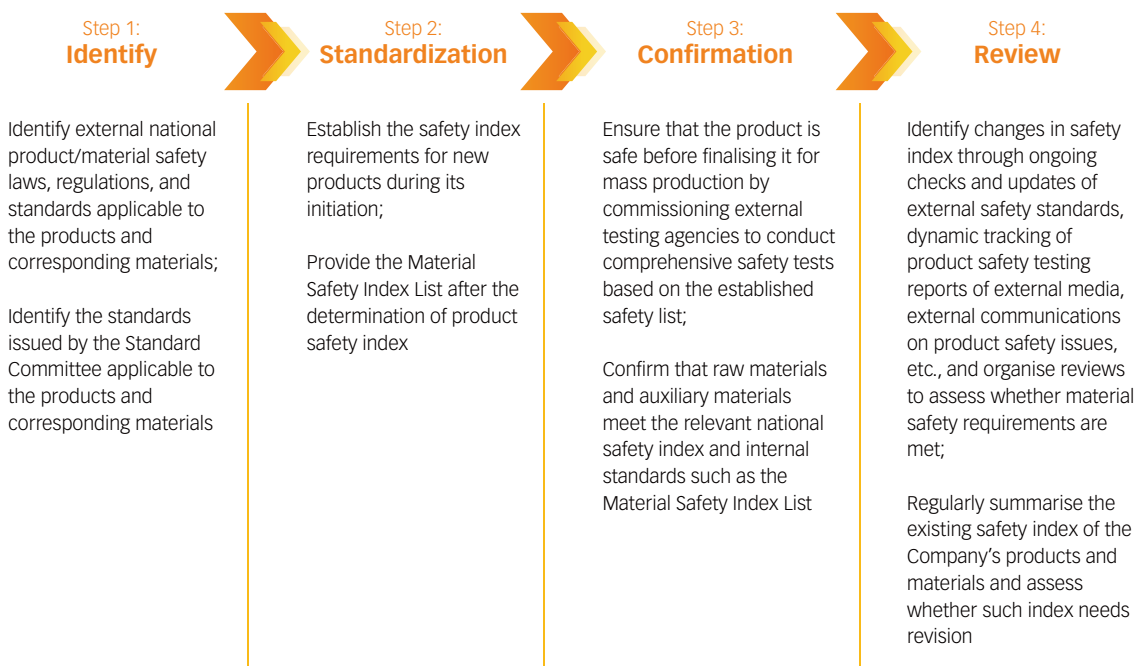 Step 1:
Identify
Identify external national
product/material safety
laws, regulations, and
standards applicable to
the products and
corresponding materials;
Identify the standards
issued by the Standard
Committee applicable to
the products and
corresponding materials
Step 2:
Standardization
Establish the safety index
requirements for new
products during its
initiation;
Provide the Material
Safety Index List after the
determination of product
safety index
Step 3:
Confirmation
Ensure that the product is
safe before finalising it for
mass production by
commissioning external
testing agencies to conduct
comprehensive safety tests
based on the established
safety list;
Confirm that raw materials
and auxiliary materials
meet the relevant national
safety index and internal
standards such as the
Material Safety Index List
Step 4:
Review
Identify changes in safety
index through ongoing
checks and updates of
external safety standards,
dynamic tracking of
product safety testing
reports of external media,
external communications
on product safety issues,
etc., and organise reviews
to assess whether material
safety requirements are
met;
Regularly summarise the
existing safety index of the
Company's products and
materials and assess
whether such index needs
revision